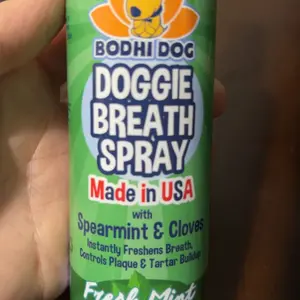 BODHI DOG
DOGGIE
BREATH
SPRAY
Made in USA
with
Spearmint & Cloves
Instantly Freshens Breath,
Controls Plaque & Tartar Buildup
Fresh Mint